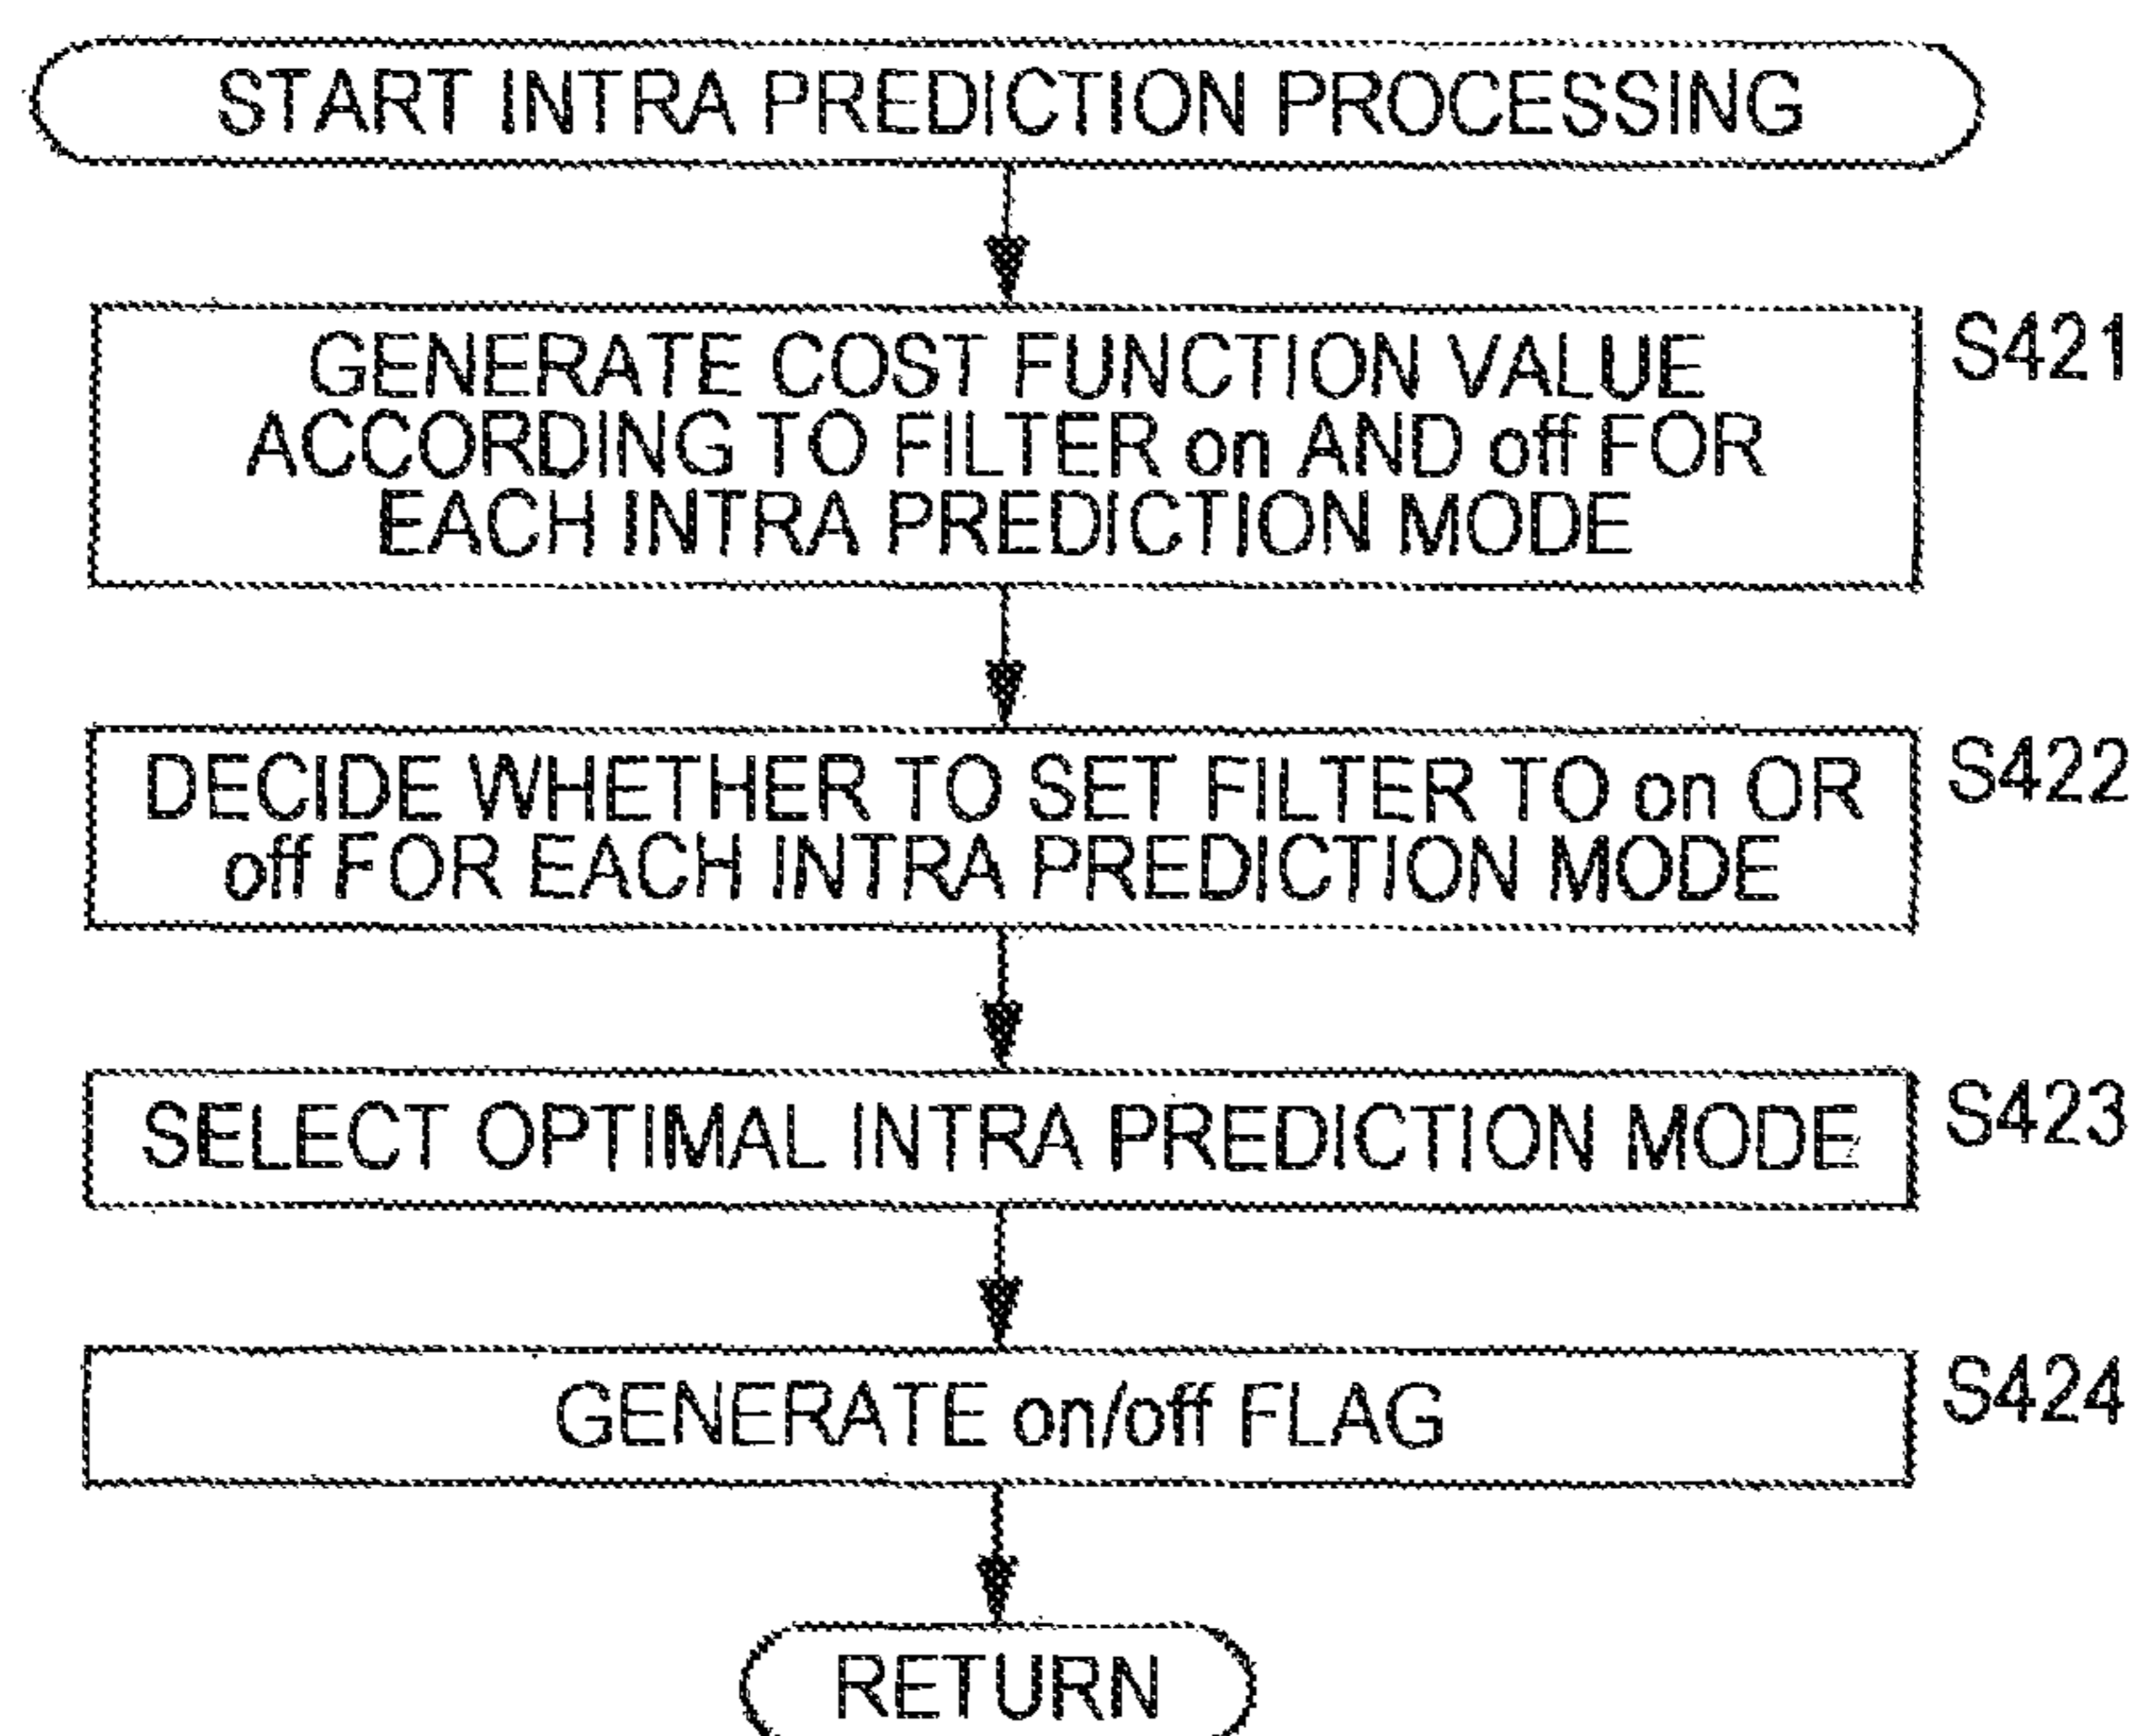 START INTRA PREDICTION PROCESSING
GENERATE COST FUNCTION VALUE
ACCORDING TO FILTER on AND off FOR
EACH INTRA PREDICTION MODE
S421
DECIDE WHETHER TO SET FILTER TO on OR
off FOR EACH INTRA PREDICTION MODE
S422
SELECT OPTIMAL INTRA PREDICTION MODE
S423
GENERATE on/off FLAG
S424
RETURN